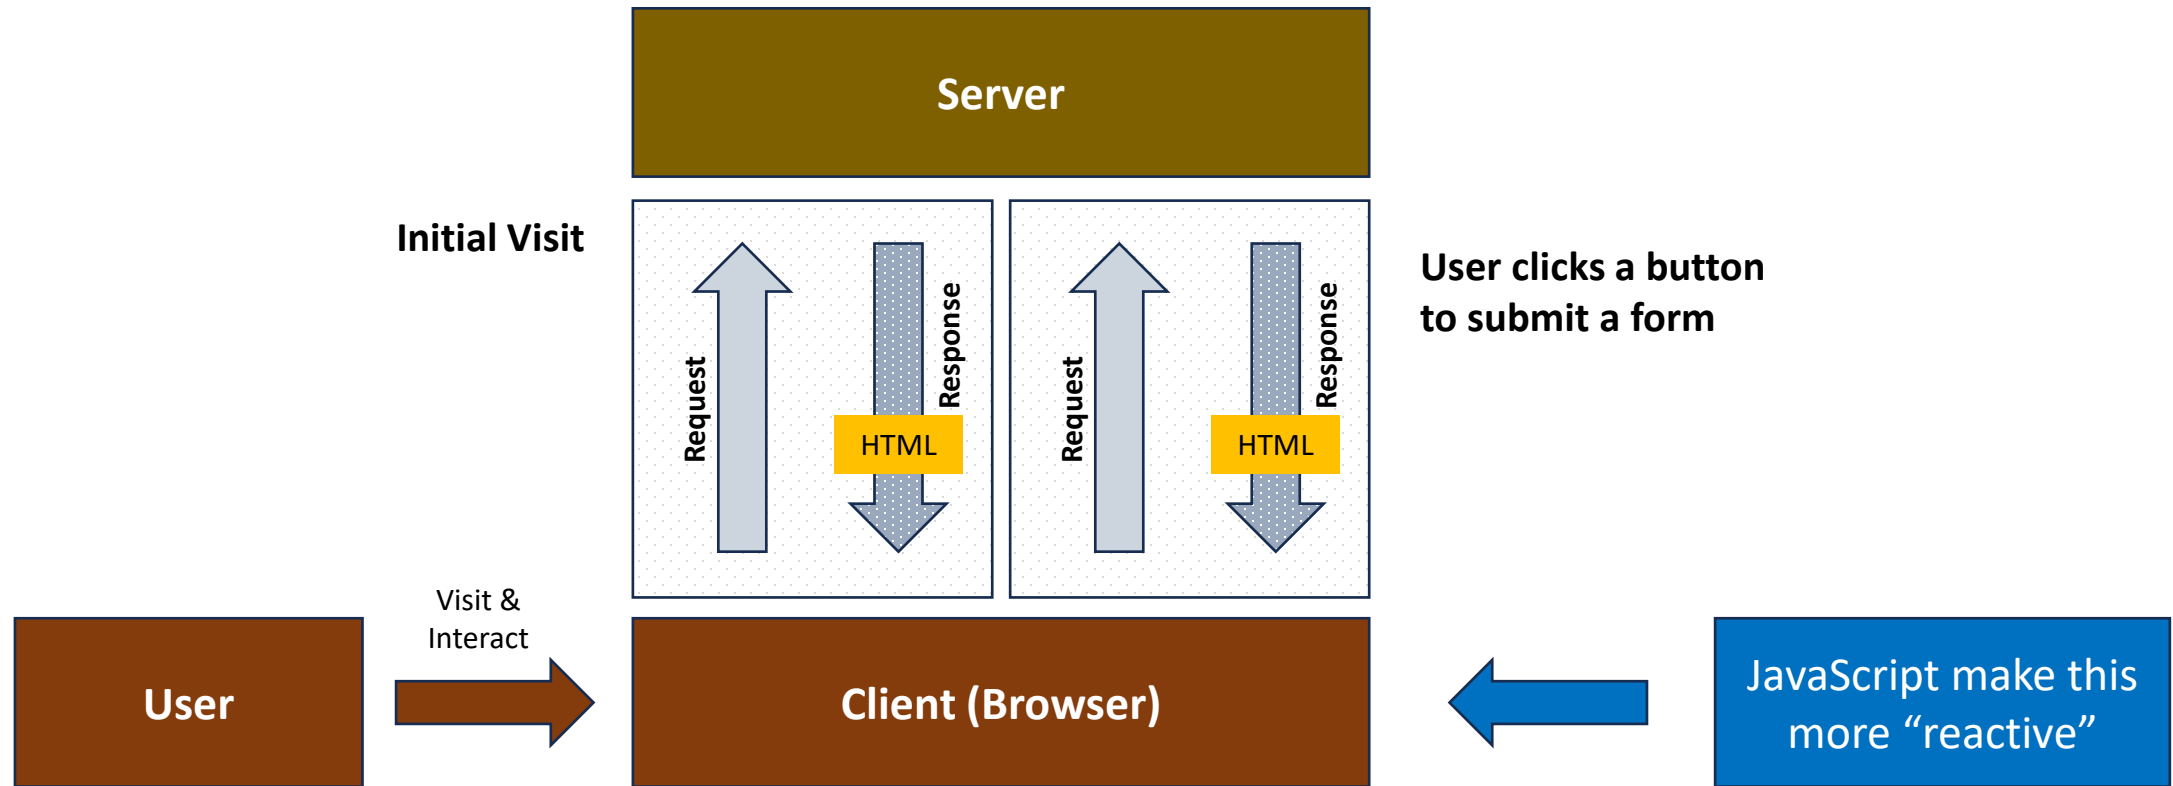 Server
Initial Visit
Request
Response
HTML
Request
Response
HTML
User clicks a button
to submit a form
Visit &
Interact
User
Client (Browser)
JavaScript make this
more “reactive”